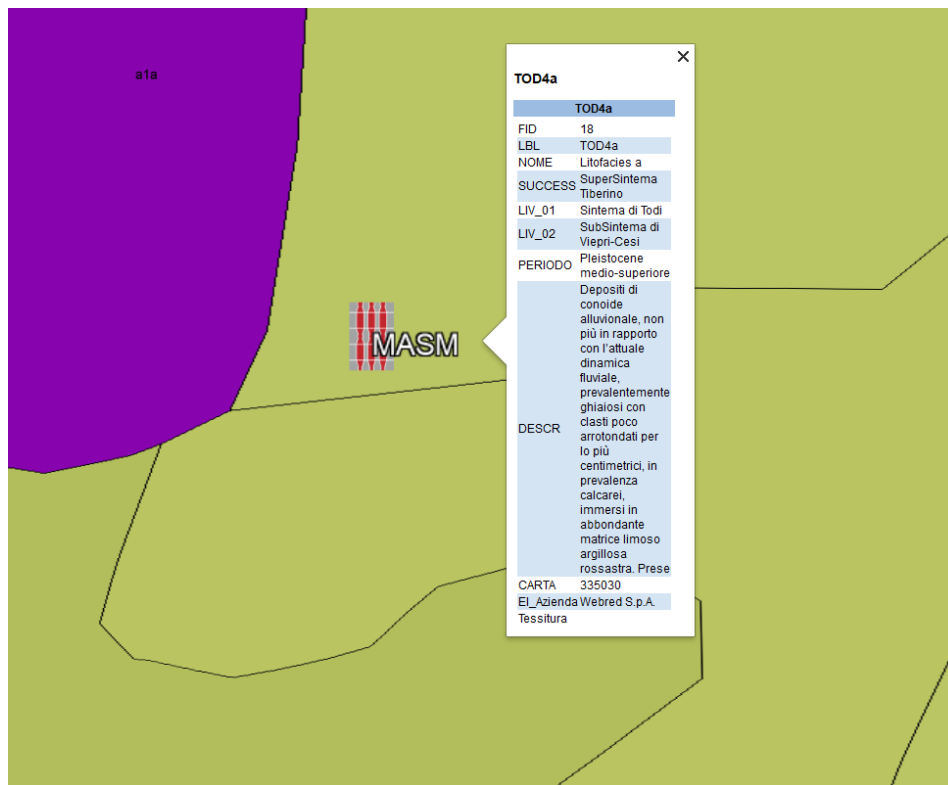 a1a
TOD4a
TOD4a
FID 18
LBL TOD4a
NOME Litofacies a
SUCCESS SuperSintema
Tiberino
LIV_01 Sintema di Todi
LIV_02 SubSintema di
Viepri-Cesi
PERIODO Pleistocene
medio-superiore
DESCR Depositi di
conoide
alluvionale, non
più in rapporto
con l'attuale
dinamica
fluviale,
prevalentemente
ghiaiosi con
clasti poco
arrotondati per
lo più
centimetrici, in
prevalenza
calcarei,
immersi in
abbondante
matrice limoso
argillosa
rossastra. Prese
CARTA 335030
El_Azienda Webred S.p.A.
Tessitura
MASM